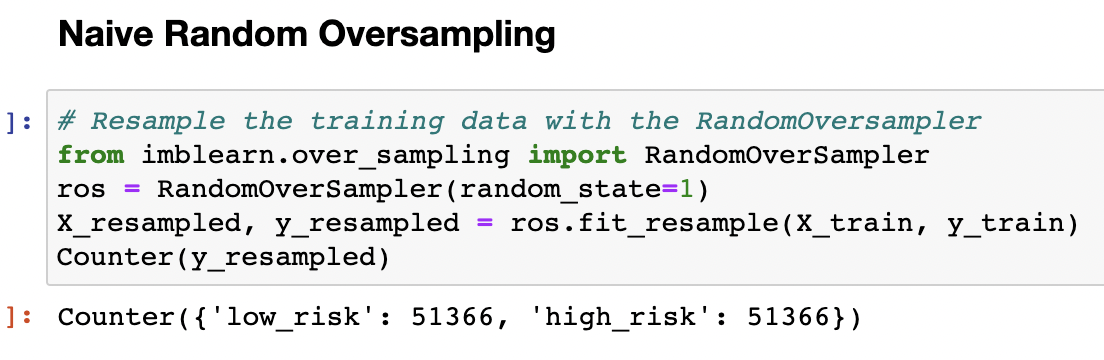 Naive Random Oversampling
]: # Resample the training data with the RandomOversampler
from imblearn.over_sampling import RandomOverSampler
ros = RandomOverSampler(random_state=1)
X_resampled, y_resampled = ros.fit_resample(X_train, y_train)
Counter(y_resampled)
]: Counter({'low_risk': 51366, 'high_risk': 51366})